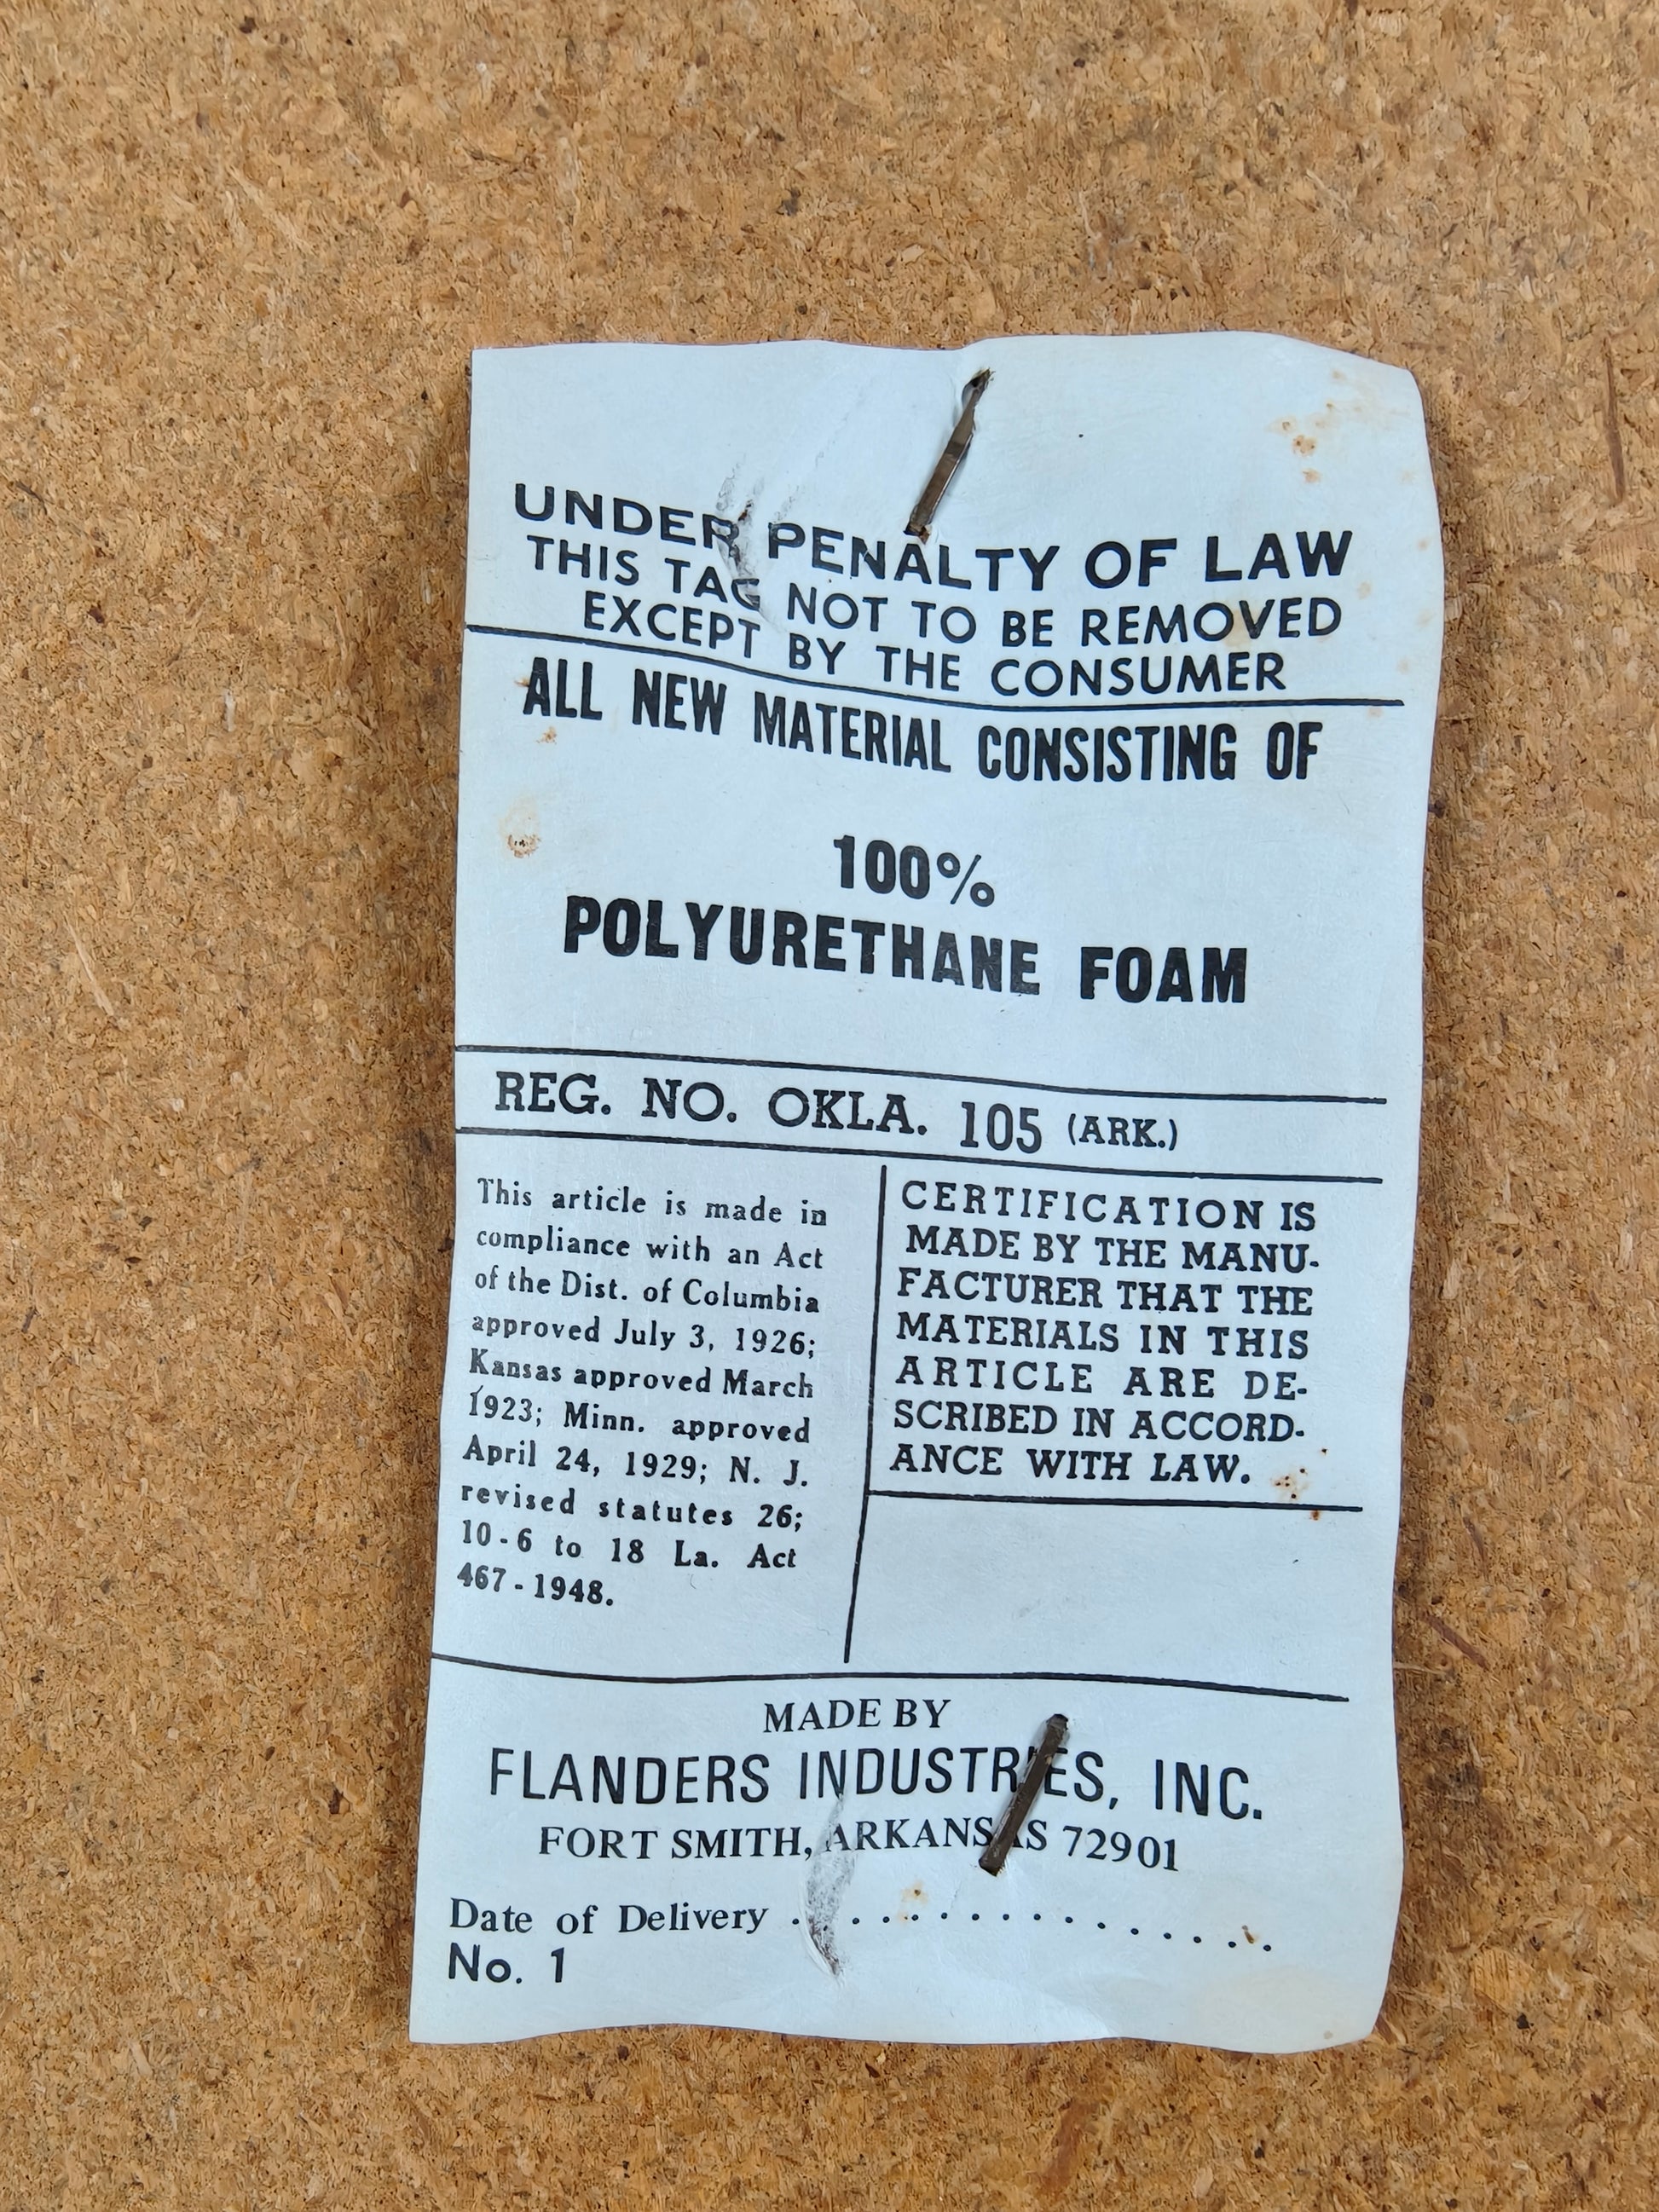 UNDER PENALTY OF LAW
THIS TAG NOT TO BE REMOVED
EXCEPT BY THE CONSUMER
ALL NEW MATERIAL CONSISTING OF
100%
POLYURETHANE FOAM
REG. NO. OKLA. 105 (ARK.)
This article is made in
compliance with an Act
of the Dist. of Columbia
approved July 3, 1926;
Kansas approved March
1923; Minn. approved
April 24, 1929; N. J.
revised statutes 26;
10-6 to 18 La. Act
467-1948.
CERTIFICATION IS
MADE BY THE MANU-
FACTURER THAT THE
MATERIALS IN THIS
ARTICLE ARE DE-
SCRIBED IN ACCORD-
ANCE WITH LAW.
MADE BY
FLANDERS INDUSTRIES, INC.
FORT SMITH, ARKANSAS 72901
Date of Delivery . . . . . . . . . . . . . . . .
No. 1